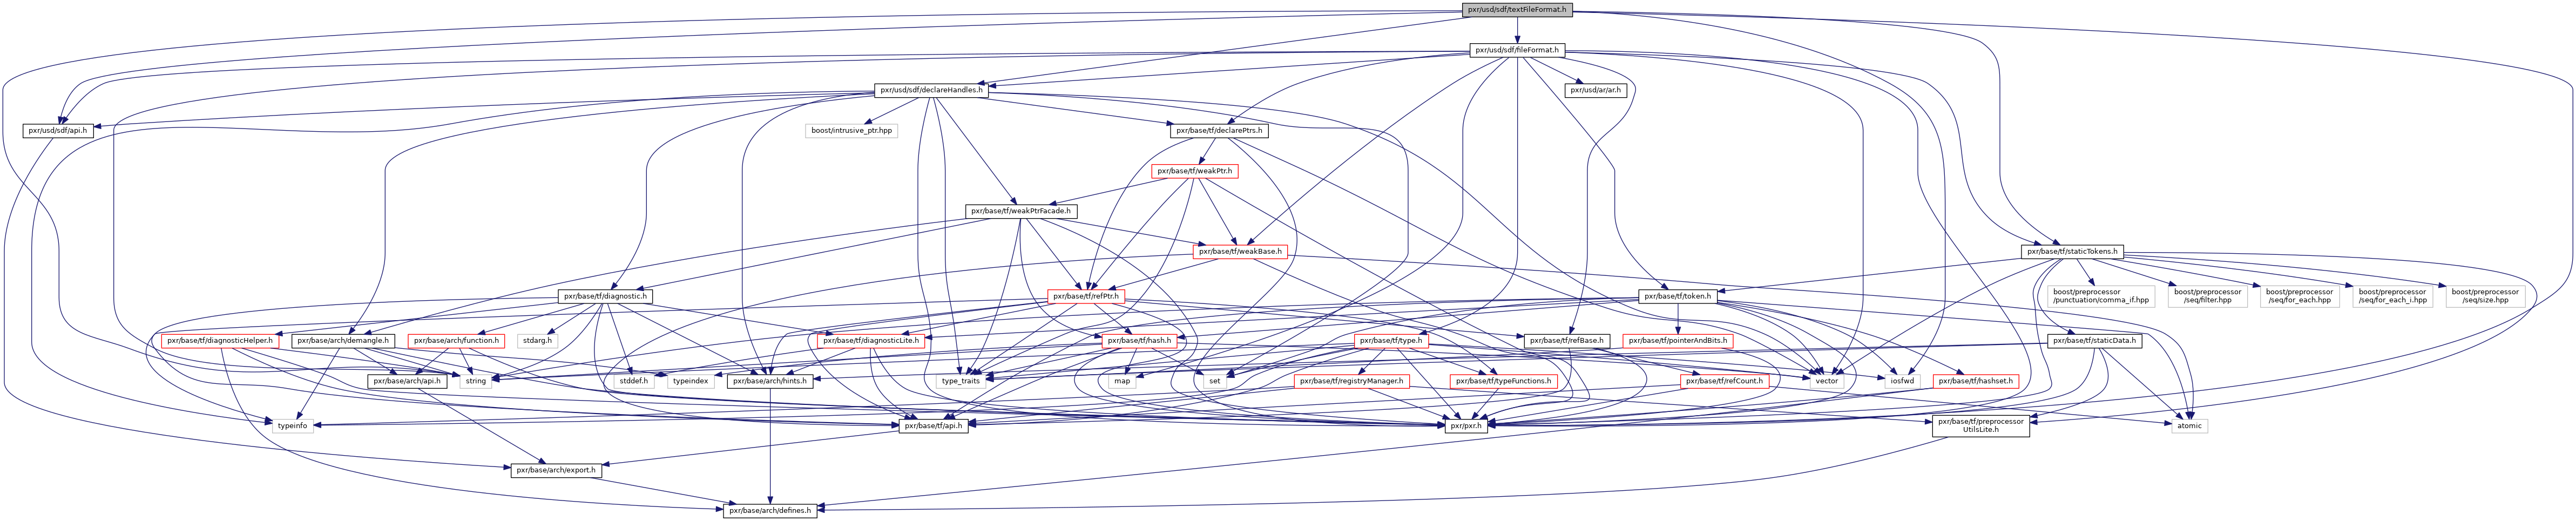 pxr/usd/sdf/textFileFormat.h
pxr/usd/sdf/fileFormat.h
pxr/usd/sdf/declareHandles.h
pxr/usd/ar/ar.h
pxr/usd/sdf/api.h
boost/intrusive_ptr.hpp
pxr/base/tf/declarePtrs.h
pxr/base/tf/weakPtr.h
pxr/base/tf/weakPtrFacade.h
pxr/base/tf/weakBase.h
pxr/base/tf/staticTokens.h
pxr/base/tf/diagnostic.h
pxr/base/tf/refPtr.h
pxr/base/tf/token.h
boost/preprocessor
/punctuation/comma_if.hpp
boost/preprocessor
/seq/filter.hpp
boost/preprocessor
/seq/for_each.hpp
boost/preprocessor
/seq/for_each_i.hpp
boost/preprocessor
/seq/size.hpp
pxr/base/tf/diagnosticHelper.h
pxr/base/arch/demangle.h
pxr/base/arch/function.h
stdarg.h
pxr/base/tf/diagnosticLite.h
pxr/base/tf/hash.h
pxr/base/tf/type.h
pxr/base/tf/refBase.h
pxr/base/tf/pointerAndBits.h
pxr/base/tf/staticData.h
pxr/base/arch/api.h
string
stddef.h
typeindex
pxr/base/arch/hints.h
type_traits
map
set
pxr/base/tf/registryManager.h
pxr/base/tf/typeFunctions.h
pxr/base/tf/refCount.h
vector
iosfwd
pxr/base/tf/hashset.h
typeinfo
pxr/base/tf/api.h
pxr/pxr.h
pxr/base/tf/preprocessor
UtilsLite.h
atomic
pxr/base/arch/export.h
pxr/base/arch/defines.h